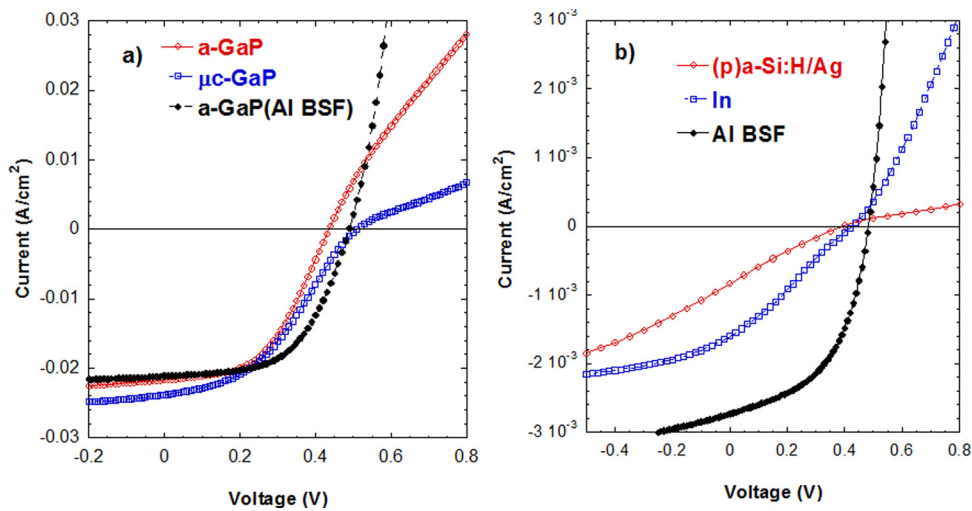 a)
a-GaP
µc-GaP
a-GaP(Al BSF)
0.03
0.02
0.01
0
-0.01
-0.02
-0.03
Current (A/cm²)
-0.2 0 0.2 0.4 0.6 0.8
Voltage (V)
b)
(p)a-Si:H/Ag
In
Al BSF
3 10⁻³
2 10⁻³
1 10⁻³
0
-1 10⁻³
-2 10⁻³
-3 10⁻³
Current (A/cm⁻²)
-0.4 -0.2 0 0.2 0.4 0.6 0.8
Voltage (V)